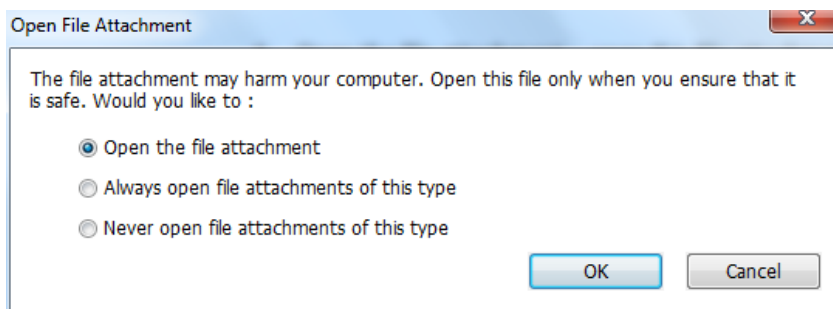 Open File Attachment
The file attachment may harm your computer. Open this file only when you ensure that it
is safe. Would you like to :
Open the file attachment
Always open file attachments of this type
Never open file attachments of this type
OK Cancel